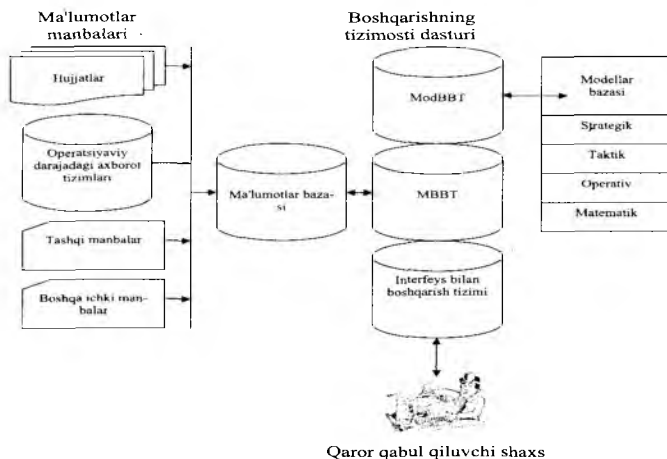 Ma'lumotlar
manbalari
Hujjatlar
Operatsiyaviy
darajadagi axborot
tizimlari
Tashqi manbalar
Boshqa ichki man-
balar
Ma'lumotlar baza-
si
Boshqarishning
tizimosti dasturi
ModBBT
MBBT
Interfeys bilan
boshqarish tizimi
Qaror qabul qiluvchi shaxs
Modellar
bazasi
Strategik
Taktik
Operativ
Matematik